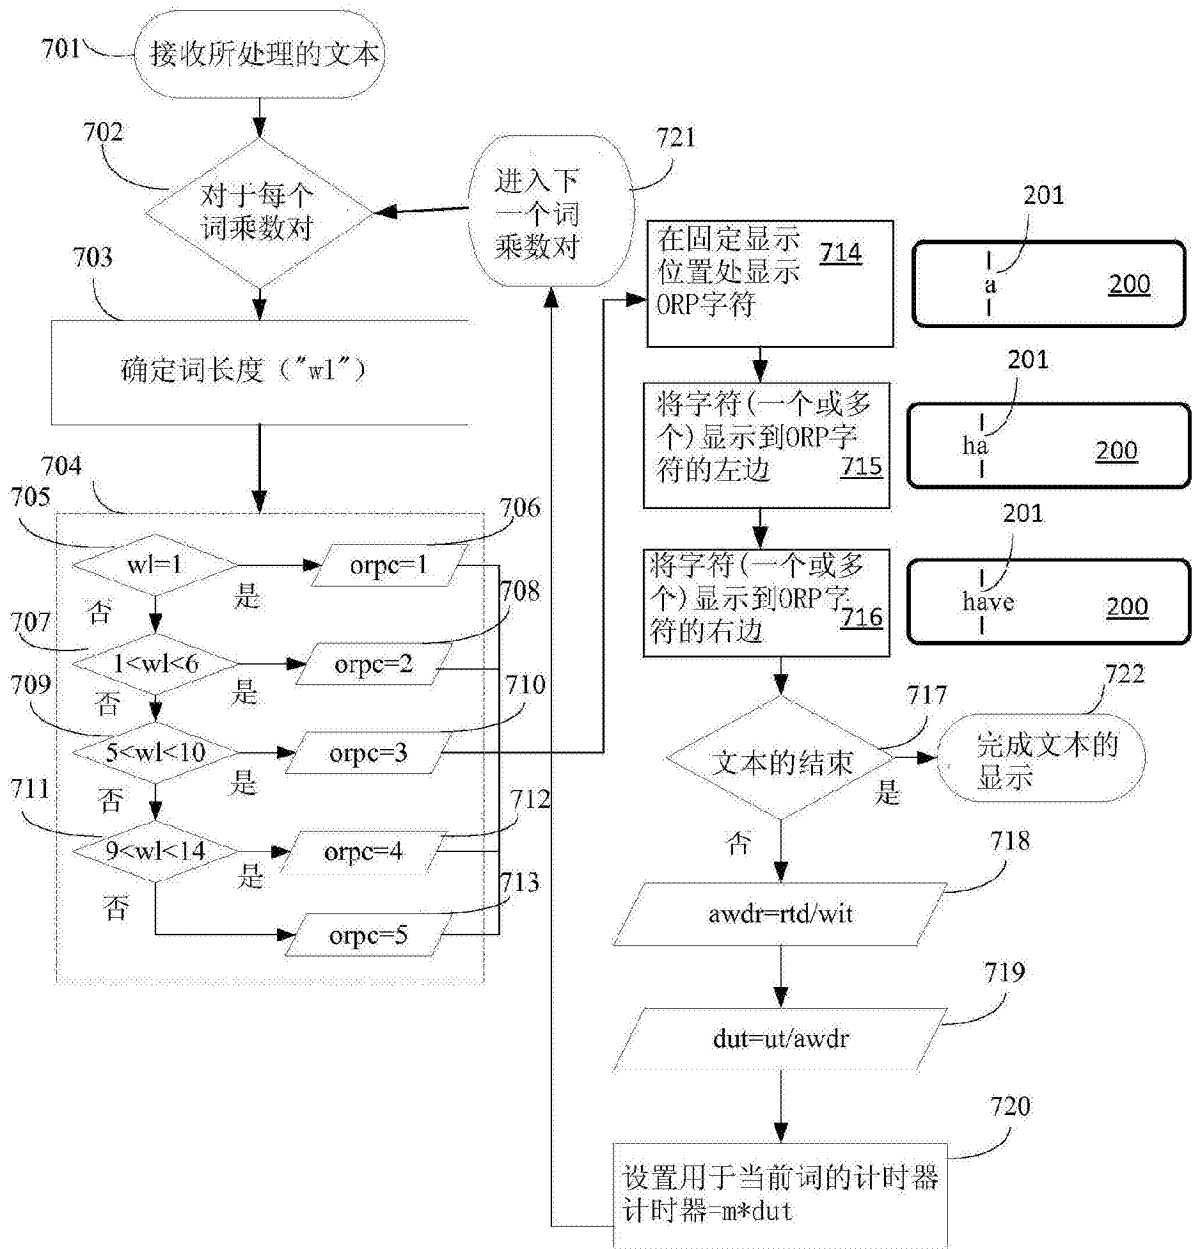 701
接收所处理的文本
702
对于每个
词乘数对
721
进入下
一个词
乘数对
703
确定词长度（"wl"）
704
705
wl=1
是
否
706
orpc=1
707
1<wl<6
是
否
708
orpc=2
709
5<wl<10
是
否
710
orpc=3
711
9<wl<14
是
否
712
orpc=4
713
orpc=5
在固定显示
位置处显示
ORP字符
714
201
a
200
将字符(一个或多
个)显示到ORP字
符的左边
715
201
ha
200
将字符(一个或多
个)显示到ORP字
符的右边
716
201
have
200
717
文本的结束
是
否
722
完成文本的
显示
718
awdr=rtd/wit
719
dut=ut/awdr
720
设置用于当前词的计时器
计时器=m*dut